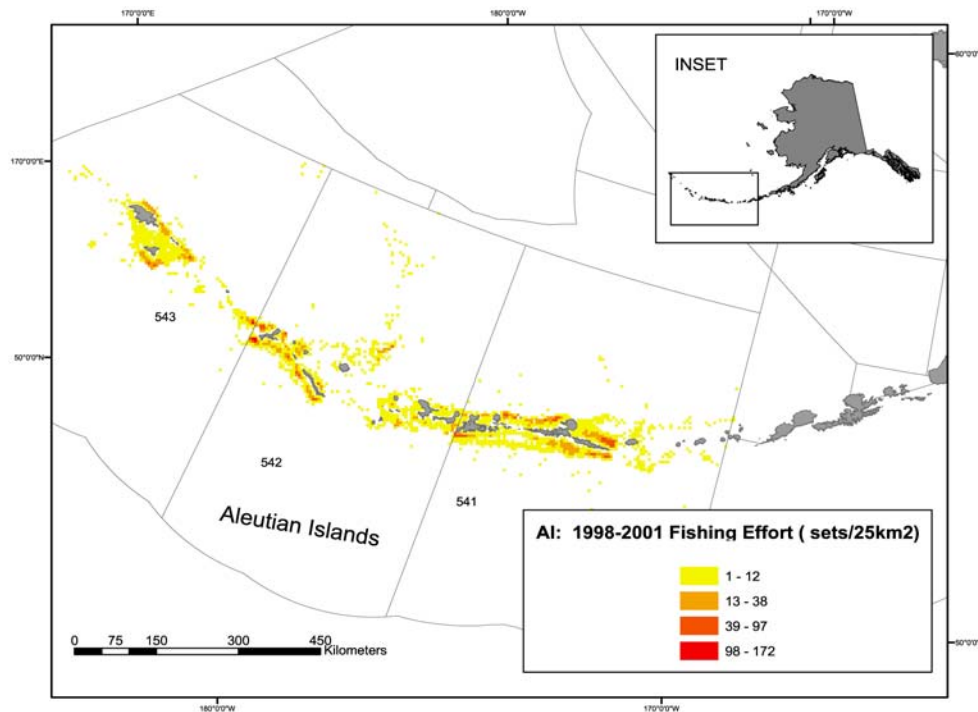 170°0'0"E
180°0'0"W
170°0'0"W
60°0'0"
INSET
170°0'0"E
543
50°0'0"N
542
541
Aleutian Islands
AI: 1998-2001 Fishing Effort ( sets/25km2)
1 - 12
13 - 38
39 - 97
98 - 172
0 75 150 300 450
Kilometers
50°0'0"
180°0'0"W
170°0'0"W